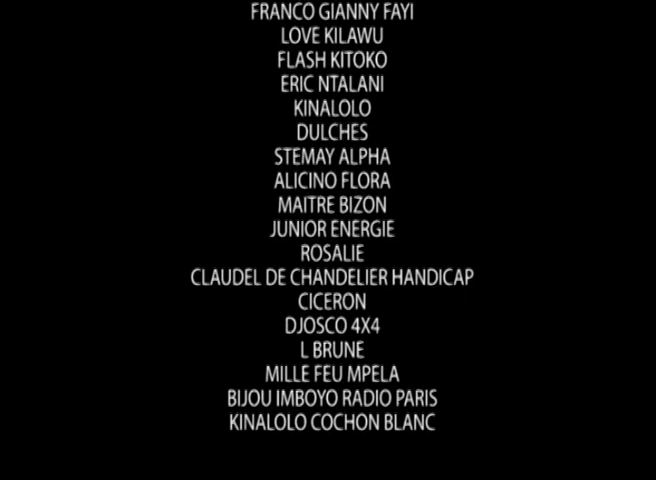 FRANCO GIANNY FAYI
LOVE KILAWU
FLASH KITOKO
ERIC NTALANI
KINALOLO
DULCHES
STEMAY ALPHA
ALICINO FLORA
MAITRE BIZON
JUNIOR ENERGIE
ROSALIE
CLAUDEL DE CHANDELIER HANDICAP
CICERON
DJOSCO 4X4
L BRUNE
MILLE FEU MPELA
BIJOU IMBOYO RADIO PARIS
KINALOLO COCHON BLANC